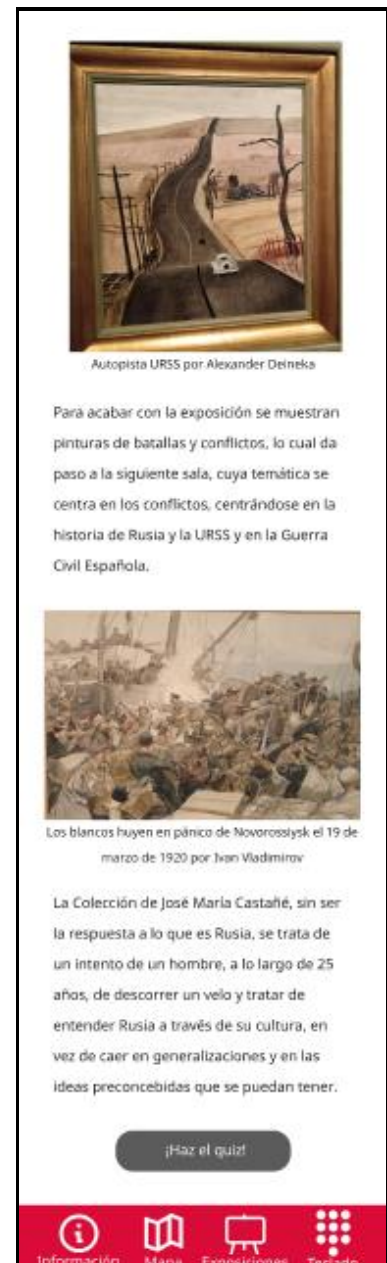 Autopista URSS por Alexander Deineka
Para acabar con la exposición se muestran
pinturas de batallas y conflictos, lo cual da
paso a la siguiente sala, cuya temática se
centra en los conflictos, centrándose en la
historia de Rusia y la URSS y en la Guerra
Civil Española.
Los blancos huyen en pánico de Novorossiysk el 19 de
marzo de 1920 por Ivan Vladimirov
La Colección de José María Castañé, sin ser
la respuesta a lo que es Rusia, se trata de
un intento de un hombre, a lo largo de 25
años, de descorrer un velo y tratar de
entender Rusia a través de su cultura, en
vez de caer en generalizaciones y en las
ideas preconcebidas que se puedan tener.
¡Haz el quiz!
Información Mapa Exposiciones Teclado